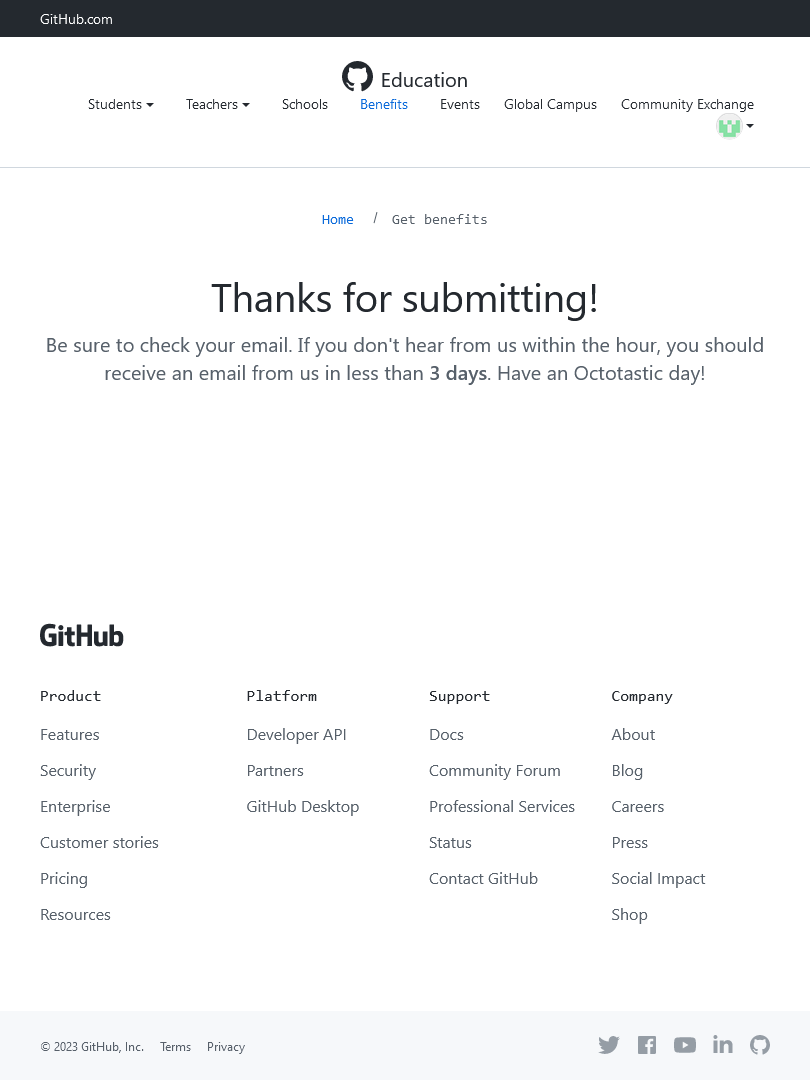 GitHub.com
Education
Students Teachers Schools Benefits Events Global Campus Community Exchange
Home / Get benefits
Thanks for submitting!
Be sure to check your email. If you don't hear from us within the hour, you should
receive an email from us in less than 3 days. Have an Octotastic day!
GitHub
Product
Features
Security
Enterprise
Customer stories
Pricing
Resources
Platform
Developer API
Partners
GitHub Desktop
Support
Docs
Community Forum
Professional Services
Status
Contact GitHub
Company
About
Blog
Careers
Press
Social Impact
Shop
© 2023 GitHub, Inc. Terms Privacy